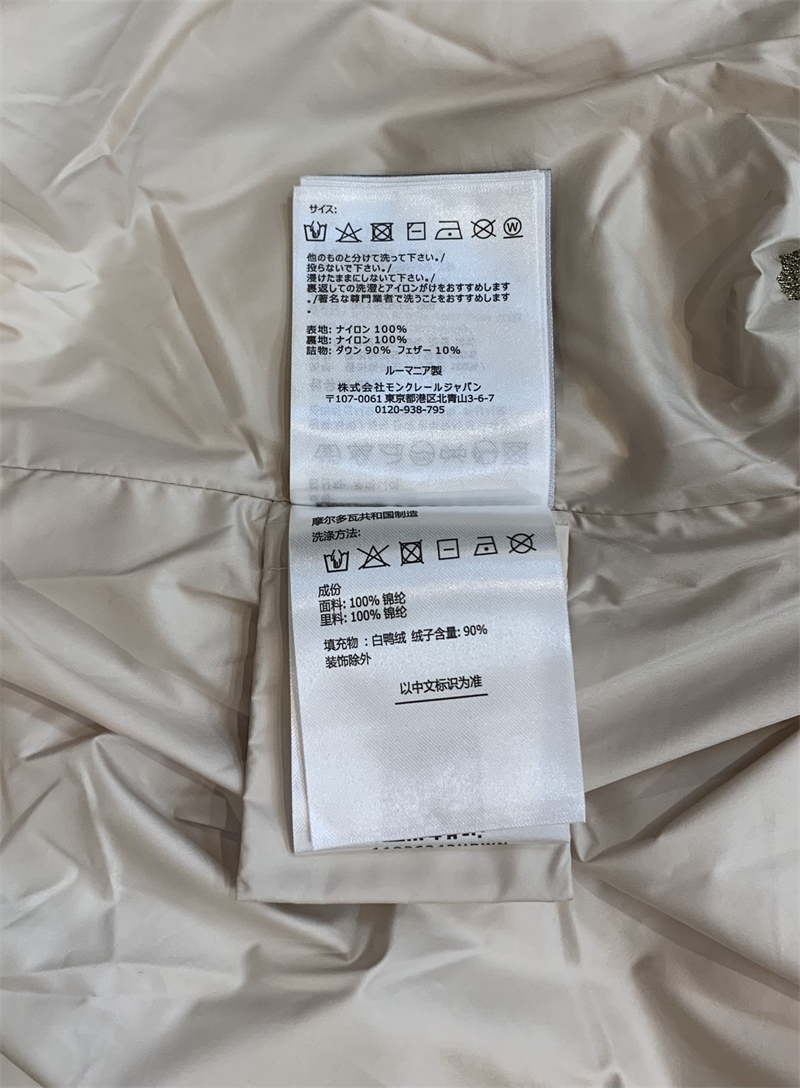 サイズ:
W
他のものと分けて洗って下さい。/
投らないで下さい。/
浸けたままにしないて下さい。/
裏返しての洗澄とアイロンがけをおすすめします
。/著名な尊門業者で洗うことをおすすめします
。
表地: ナイロン 100%
裏地: ナイロン 100%
詰物: ダウン 90% フェザー 10%
ルーマニア製
株式会社モンクレールジャパン
〒107-0061 東京都港区北青山3-6-7
0120-938-795
摩尔多瓦共和国制造
洗涤方法:
成份
面料: 100% 锦纶
里料: 100% 锦纶
填充物 : 白鸭绒 绒子含量: 90%
装饰除外
以中文标识为准